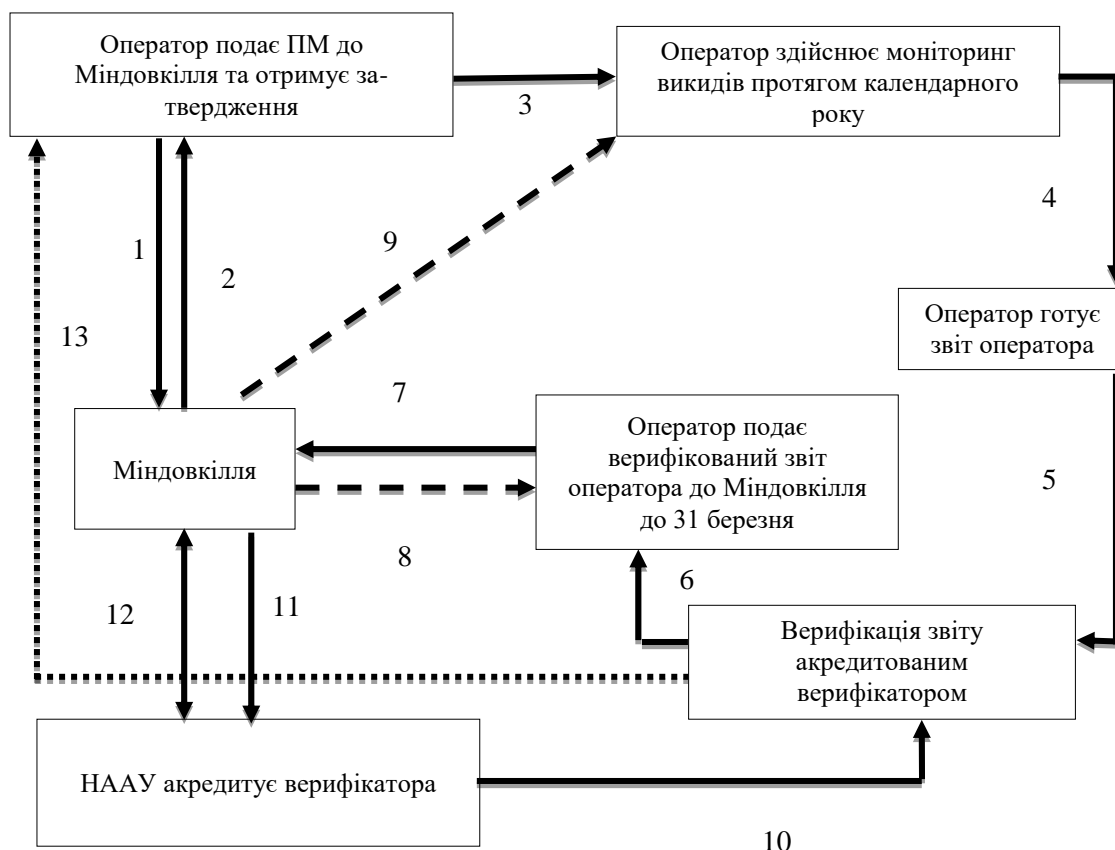 Оператор подає ПМ до
Міндовкілля та отримує за-
твердження
Оператор здійснює моніторинг
викидів протягом календарного
року
3
4
1
2
9
13
Оператор готує
звіт оператора
7
Міндовкілля
Оператор подає
верифікований звіт
оператора до Міндовкілля
до 31 березня
5
8
6
12
11
Верифікація звіту
акредитованим
верифікатором
НААУ акредитує верифікатора
10